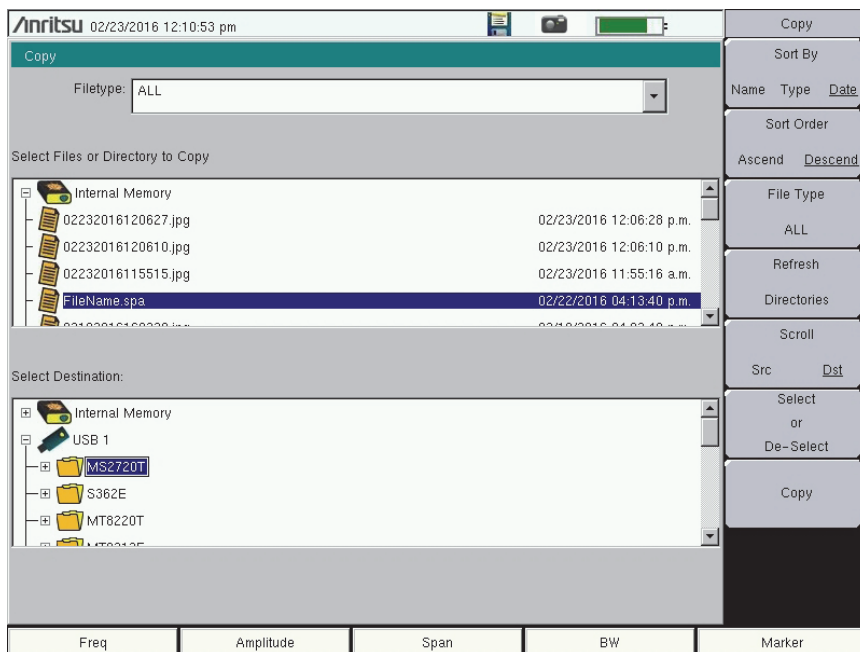 /inritsu 02/23/2016 12:10:53 pm
Copy
Filetype: ALL
Select Files or Directory to Copy
Internal Memory
02232016120627.jpg 02/23/2016 12:06:28 p.m.
02232016120610.jpg 02/23/2016 12:06:10 p.m.
02232016115515.jpg 02/23/2016 11:55:16 a.m.
FileName.spa 02/22/2016 04:13:40 p.m.
Select Destination:
Internal Memory
USB 1
MS2720T
S362E
MT8220T
Copy
Sort By
Name Type Date
Sort Order
Ascend Descend
File Type
ALL
Refresh
Directories
Scroll
Src Dst
Select
or
De-Select
Copy
Freq Amplitude Span BW Marker